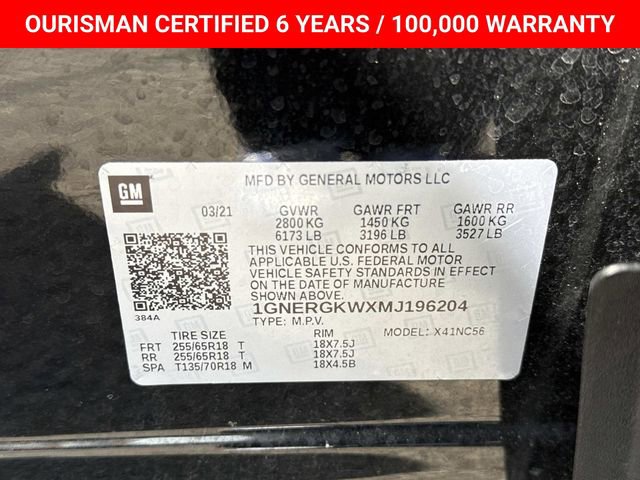 OURISMAN CERTIFIED 6 YEARS / 100,000 WARRANTY
GM
MFD BY GENERAL MOTORS LLC
03/21 GVWR GAWR FRT GAWR RR
2800 KG 1450 KG 1600 KG
6173 LB 3196 LB 3527 LB
THIS VEHICLE CONFORMS TO ALL
APPLICABLE U.S. FEDERAL MOTOR
VEHICLE SAFETY STANDARDS IN EFFECT
ON THE DATE OF MANUFACTURE
SHOWN ABOVE.
1GNERGKWXMJ196204
384A
TYPE: M.P.V. MODEL: X41NC56
TIRE SIZE RIM
FRT 255/65R18 T 18X7.5J
RR 255/65R18 T 18X7.5J
SPA T135/70R18 M 18X4.5B